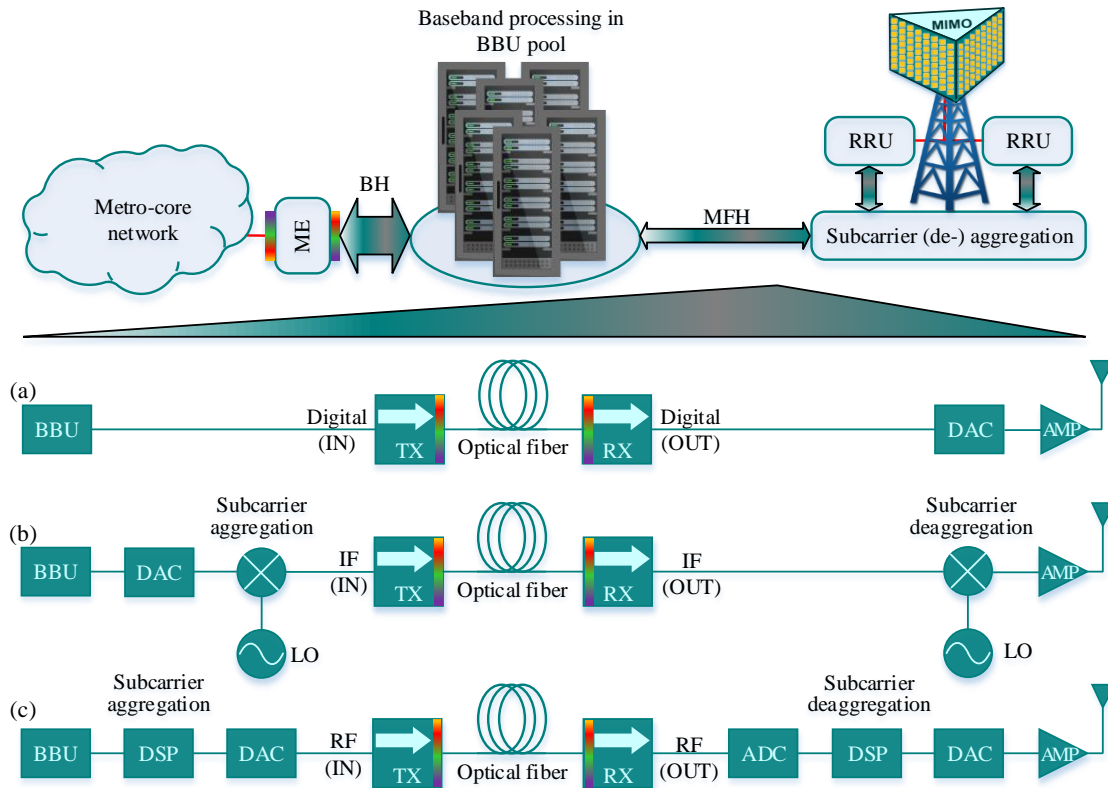 Baseband processing in
BBU pool
MIMO
RRU
RRU
Metro-core
network
ME
BH
MFH
Subcarrier (de-) aggregation
(a)
BBU
Digital
(IN)
TX
Optical fiber
RX
Digital
(OUT)
DAC
AMP
(b)
Subcarrier
aggregation
Subcarrier
deaggregation
BBU
DAC
IF
(IN)
TX
Optical fiber
RX
IF
(OUT)
AMP
LO
LO
(c)
Subcarrier
aggregation
Subcarrier
deaggregation
BBU
DSP
DAC
RF
(IN)
TX
Optical fiber
RX
RF
(OUT)
ADC
DSP
DAC
AMP